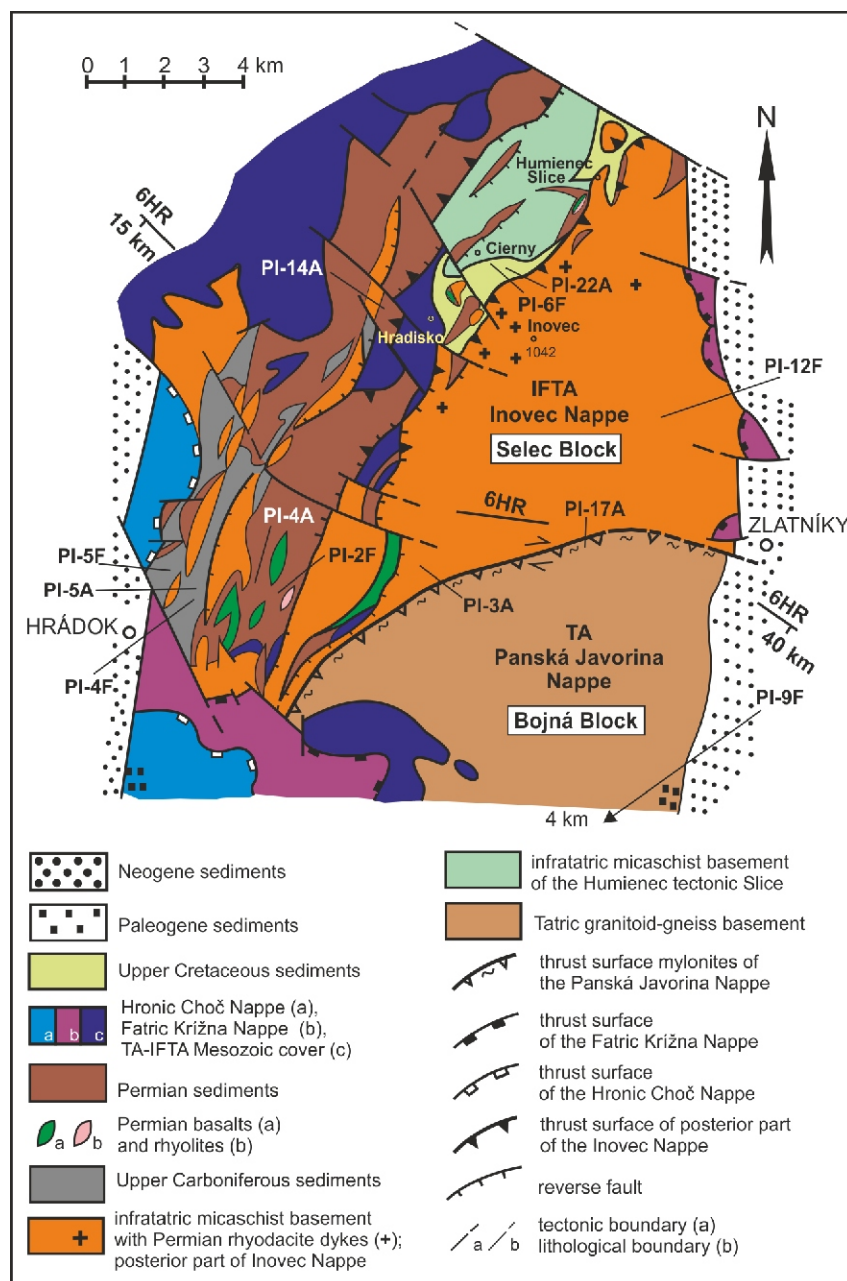 0 1 2 3 4 km
N
6HR
15 km
Humienec
Slice
Cierny
PI-14A
PI-22A
PI-6F
Hradisko
Inovec
1042
PI-12F
IFTA
Inovec Nappe
Selec Block
6HR
PI-17A
PI-4A
ZLATNÍKY
PI-2F
PI-5F
PI-5A
PI-3A
HRÁDOK
6HR
40 km
TA
Panská Javorina
Nappe
PI-4F
PI-9F
Bojná Block
4 km
Neogene sediments
Paleogene sediments
Upper Cretaceous sediments
a b c
Hronic Choč Nappe (a),
Fatric Krížna Nappe (b),
TA-IFTA Mesozoic cover (c)
Permian sediments
a b
Permian basalts (a)
and rhyolites (b)
Upper Carboniferous sediments
infratatric micaschist basement
with Permian rhyodacite dykes (+);
posterior part of Inovec Nappe
infratatric micaschist basement
of the Humienec tectonic Slice
Tatric granitoid-gneiss basement
thrust surface mylonites of
the Panská Javorina Nappe
thrust surface
of the Fatric Krížna Nappe
thrust surface
of the Hronic Choč Nappe
thrust surface of posterior part
of the Inovec Nappe
reverse fault
a b
tectonic boundary (a)
lithological boundary (b)